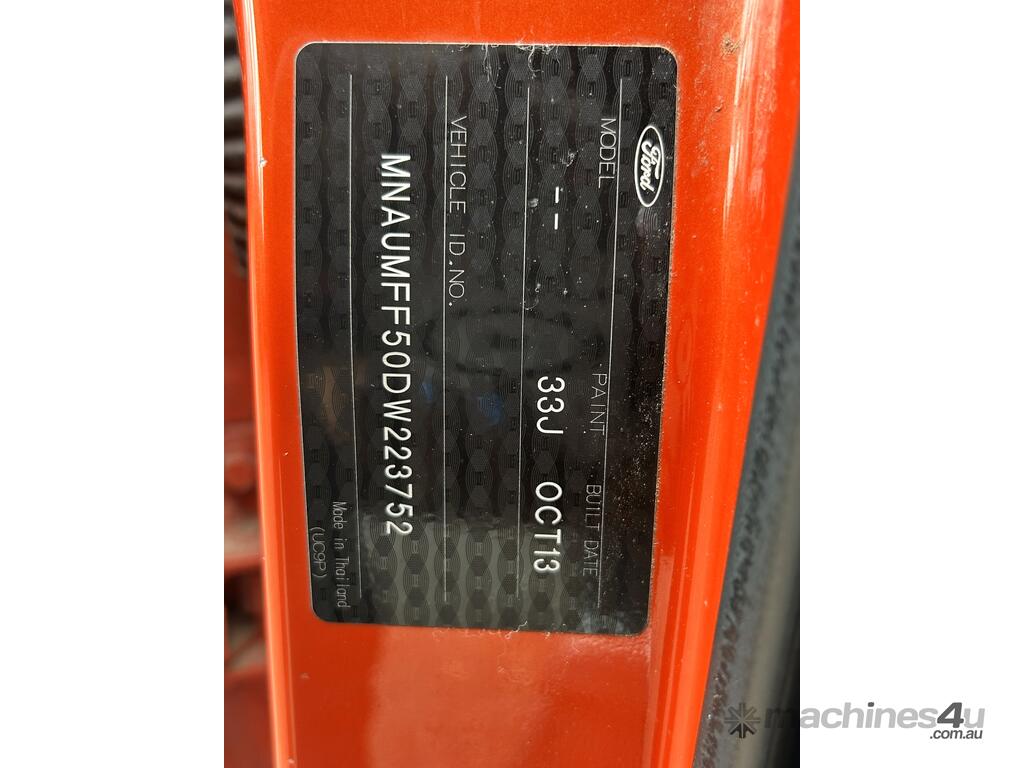 Ford
MODEL PAINT BUILT DATE
-- 33J OCT13
VEHICLE ID.NO.
MNAUMFF50DW223752
Made in Thailand
(UC9P)
machines4u
.com.au